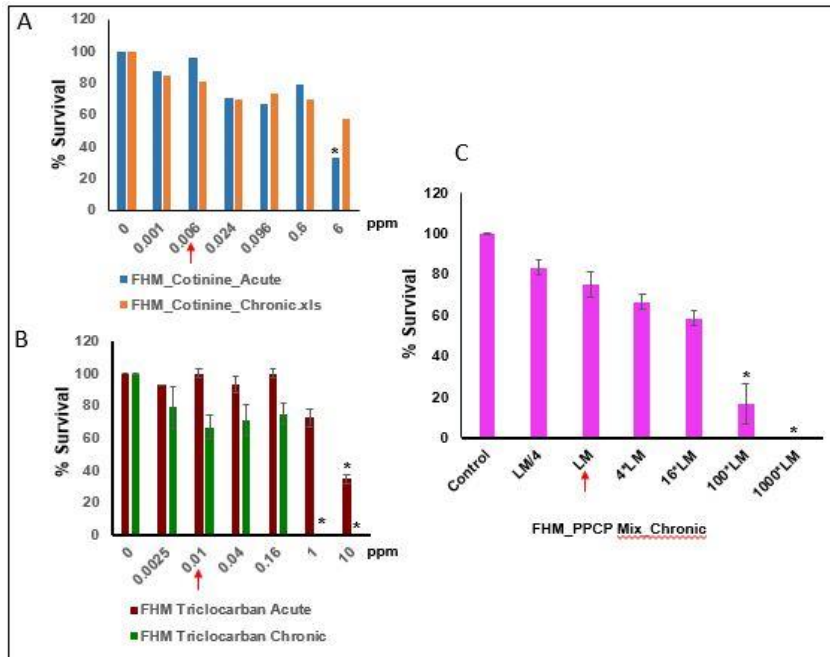 A
120
100
80
60
40
20
0
% Survival
*
0 0.001 0.006 0.024 0.096 0.6 6 ppm
FHM_Cotinine_Acute
FHM_Cotinine_Chronic.xls
B
120
100
80
60
40
20
0
% Survival
* * *
0 0.0025 0.01 0.04 0.16 1 10 ppm
FHM Triclocarban Acute
FHM Triclocarban Chronic
C
120
100
80
60
40
20
0
% Survival
* *
Control LM/4 LM 4*LM 16*LM 100*LM 1000*LM
FHM_PPCP Mix_Chronic